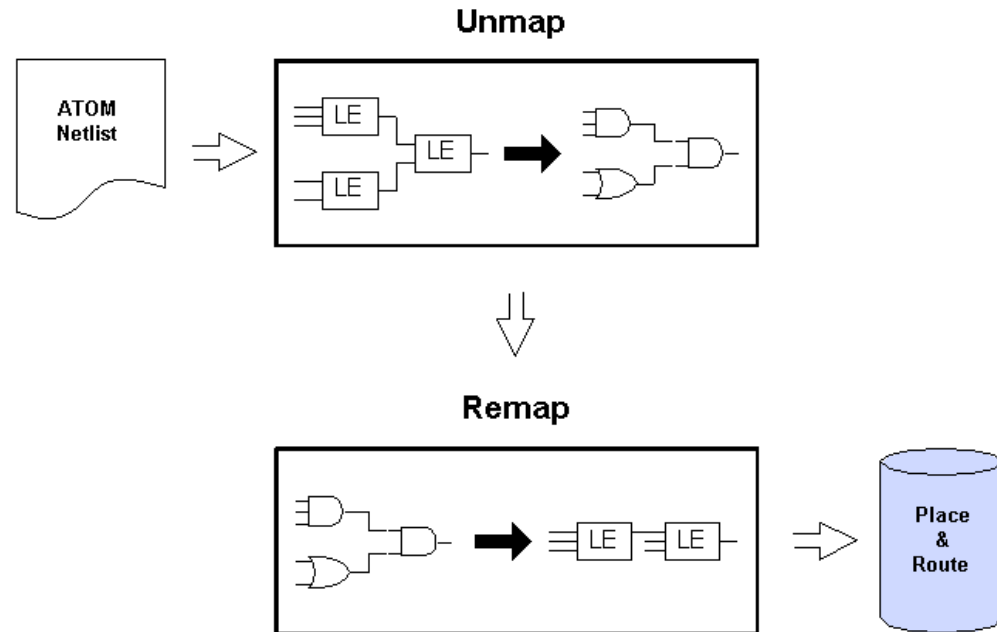 Unmap
ATOM
Netlist
LE
LE
LE
Remap
LE
LE
Place
&
Route